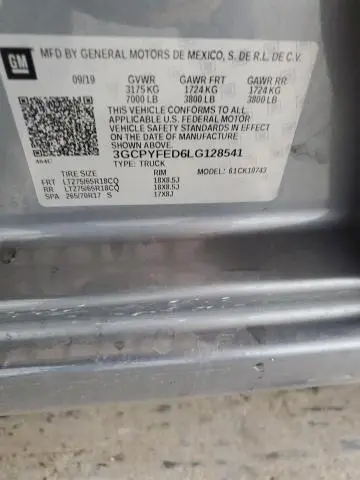 GM
MFD BY GENERAL MOTORS DE MEXICO, S. DE R.L. DE C.V.
09/19 GVWR GAWR FRT GAWR RR
3175 KG 1724 KG 1724 KG
7000 LB 3800 LB 3800 LB
THIS VEHICLE CONFORMS TO ALL
APPLICABLE U.S. FEDERAL MOTOR
VEHICLE SAFETY STANDARDS IN
EFFECT ON THE DATE OF
MANUFACTURE SHOWN ABOVE.
3GCPYFED6LG128541
TYPE: TRUCK
MODEL: 61CK10743
TIRE SIZE RIM
FRT LT275/65R18CQ 18X8.5J
RR LT275/65R18CQ 18X8.5J
SPA 265/70R17 S 17X8J